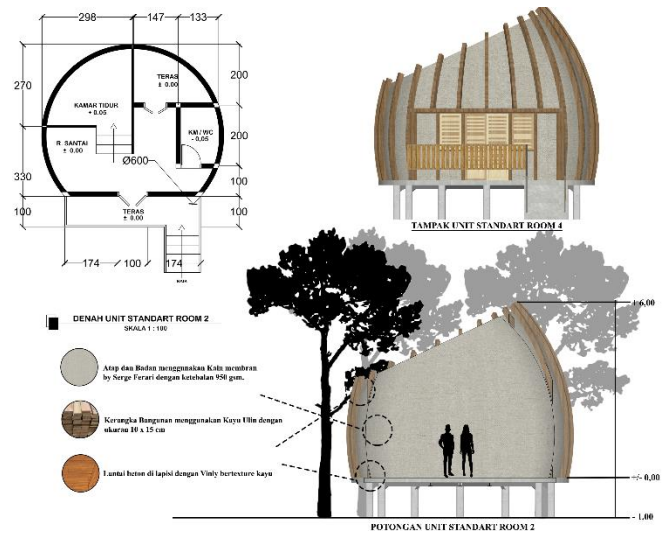 298
147
133
TERAS
± 0.00
200
270
KAMAR TIDUR
+ 0.05
KM / WC
- 0,05
200
R. SANTAI
± 0.00
Ø600
330
100
TERAS
± 0.00
100
100
174
100
174
DENAH UNIT STANDART ROOM 2
SKALA 1 : 100
TAMPAK UNIT STANDART ROOM 4
Atap dan Badan menggunakan Kain membran
by Serge Ferari dengan ketebalan 950 gsm.
Kerangka Bangunan menggunakan Kayu Ulin dengan
ukuran 10 x 15 cm
Luntai beton di lapisi dengan Vinly bertexture kayu
+ 6,00
+/- 0,00
- 1,00
POTONGAN UNIT STANDART ROOM 2